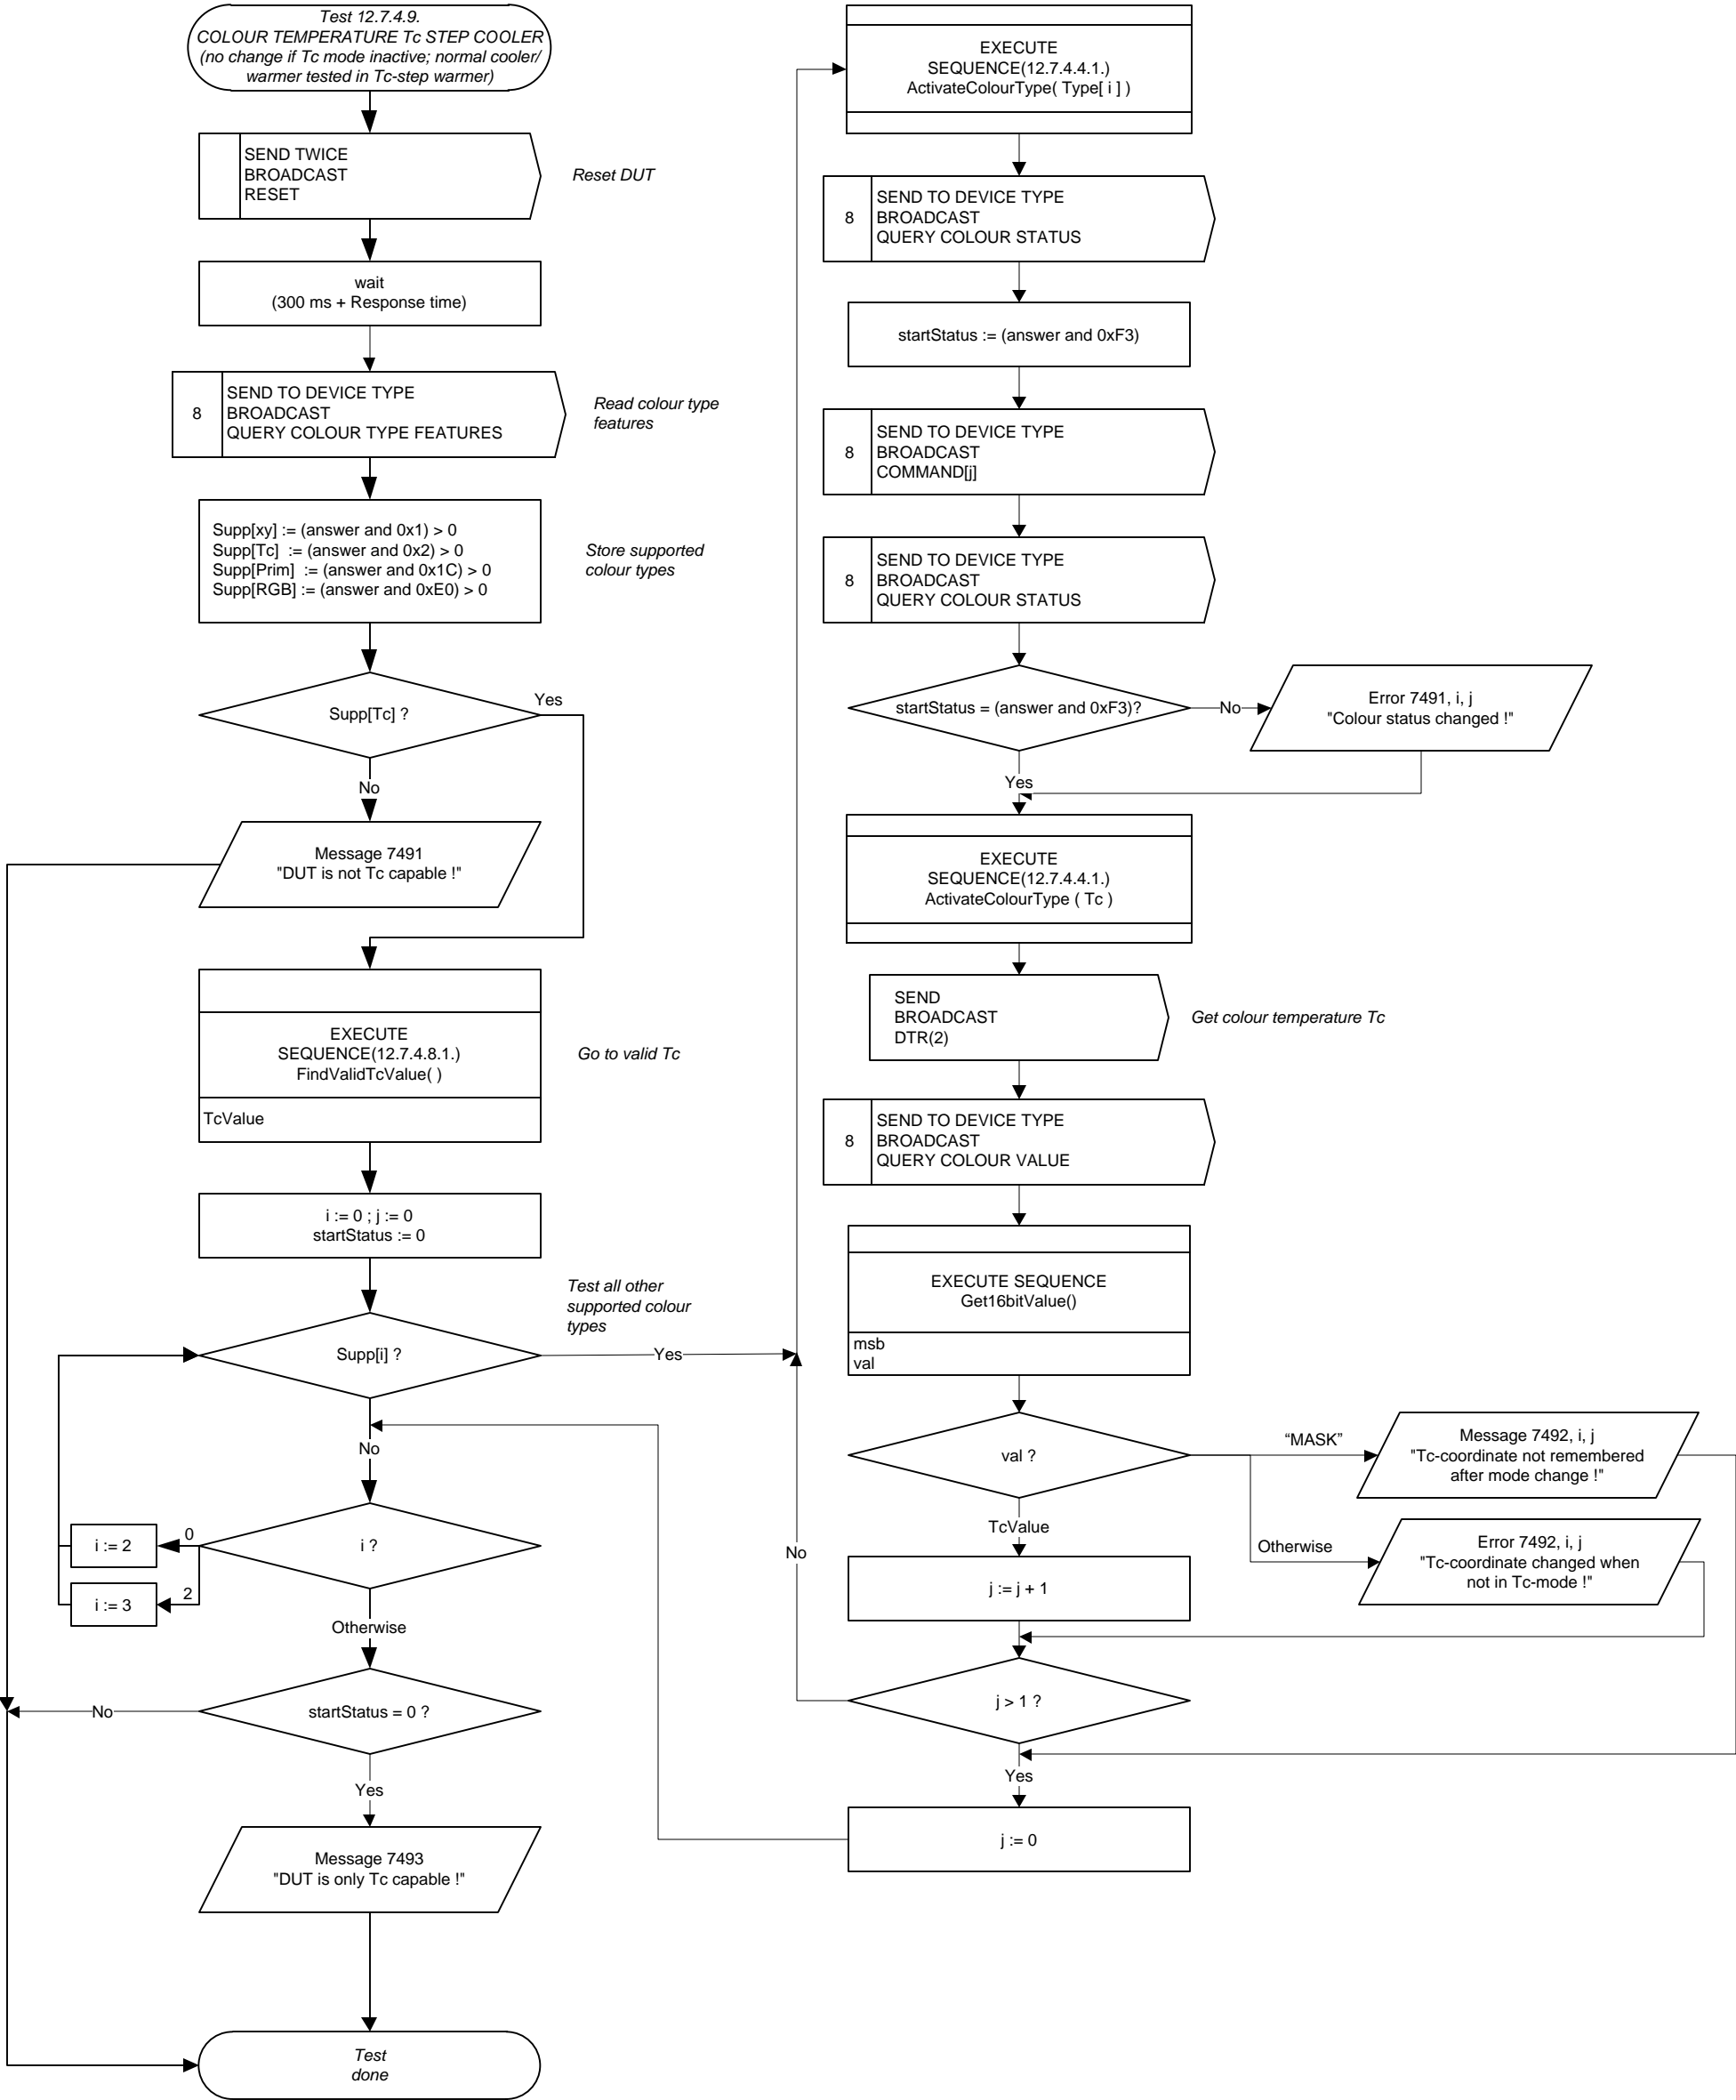 Test 12.7.4.9.
COLOUR TEMPERATURE Tc STEP COOLER
(no change if Tc mode inactive; normal cooler/
warmer tested in Tc-step warmer)
SEND TWICE
BROADCAST
RESET
Reset DUT
wait
(300 ms + Response time)
8
SEND TO DEVICE TYPE
BROADCAST
QUERY COLOUR TYPE FEATURES
Read colour type
features
Supp[xy] := (answer and 0x1) > 0
Supp[Tc] := (answer and 0x2) > 0
Supp[Prim] := (answer and 0x1C) > 0
Supp[RGB] := (answer and 0xE0) > 0
Store supported
colour types
Supp[Tc] ?
Yes
No
Message 7491
"DUT is not Tc capable !"
EXECUTE
SEQUENCE(12.7.4.8.1.)
FindValidTcValue( )
TcValue
Go to valid Tc
i := 0 ; j := 0
startStatus := 0
Test all other
supported colour
types
Supp[i] ?
Yes
No
i ?
0
i := 2
2
i := 3
Otherwise
startStatus = 0 ?
No
Yes
Message 7493
"DUT is only Tc capable !"
Test
done
EXECUTE
SEQUENCE(12.7.4.4.1.)
ActivateColourType( Type[ i ] )
8
SEND TO DEVICE TYPE
BROADCAST
QUERY COLOUR STATUS
startStatus := (answer and 0xF3)
8
SEND TO DEVICE TYPE
BROADCAST
COMMAND[j]
8
SEND TO DEVICE TYPE
BROADCAST
QUERY COLOUR STATUS
startStatus = (answer and 0xF3)?
No
Error 7491, i, j
"Colour status changed !"
Yes
EXECUTE
SEQUENCE(12.7.4.4.1.)
ActivateColourType ( Tc )
SEND
BROADCAST
DTR(2)
Get colour temperature Tc
8
SEND TO DEVICE TYPE
BROADCAST
QUERY COLOUR VALUE
EXECUTE SEQUENCE
Get16bitValue()
msb
val
val ?
“MASK”
Message 7492, i, j
"Tc-coordinate not remembered
after mode change !"
TcValue
Otherwise
Error 7492, i, j
"Tc-coordinate changed when
not in Tc-mode !"
j := j + 1
No
j > 1 ?
Yes
j := 0